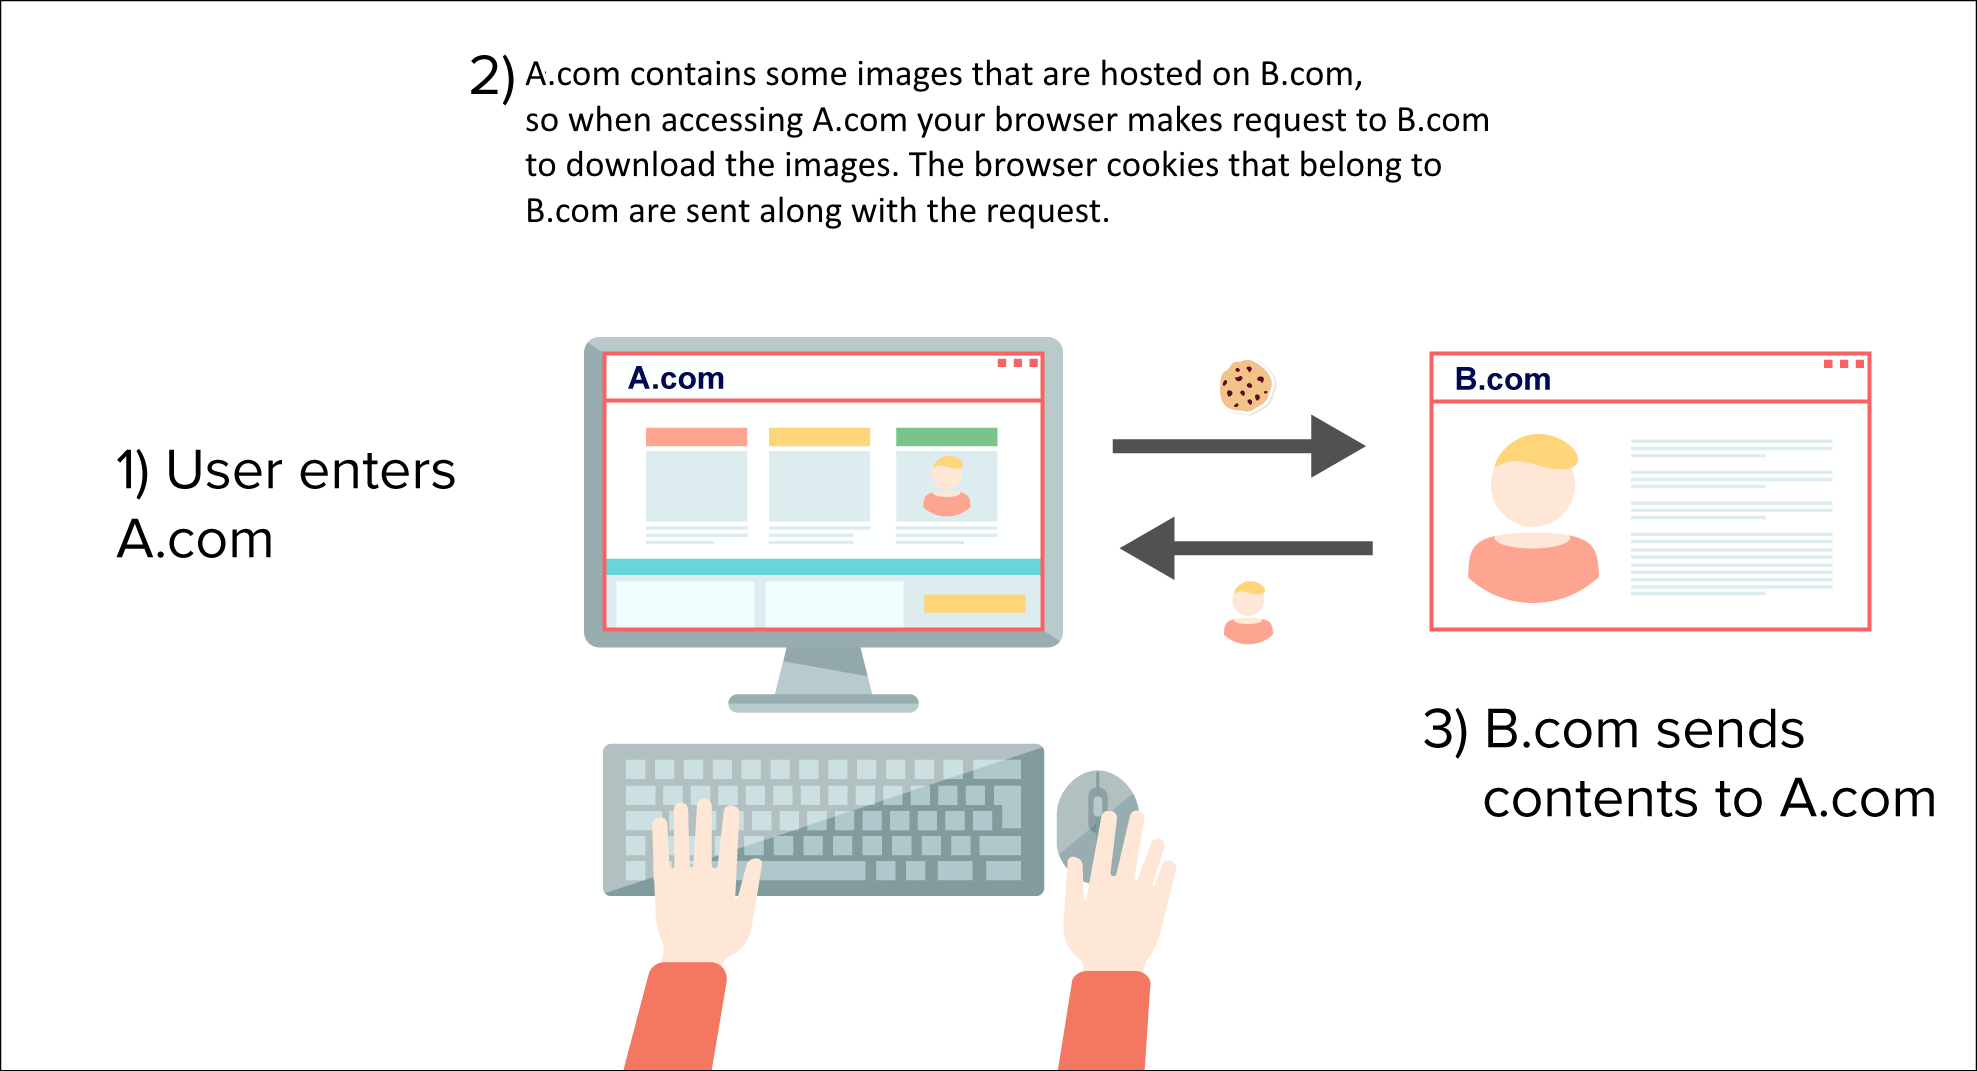 2) A.com contains some images that are hosted on B.com,
so when accessing A.com your browser makes request to B.com
to download the images. The browser cookies that belong to
B.com are sent along with the request.
1) User enters
A.com
A.com
B.com
3) B.com sends
contents to A.com